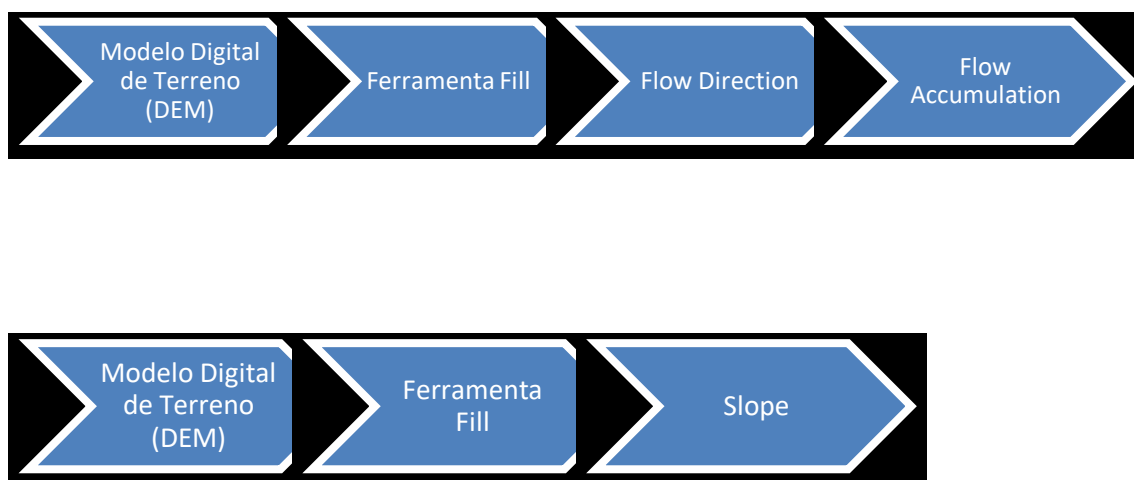 Modelo Digital
de Terreno
(DEM)
Ferramenta Fill
Flow Direction
Flow
Accumulation
Modelo Digital
de Terreno
(DEM)
Ferramenta
Fill
Slope